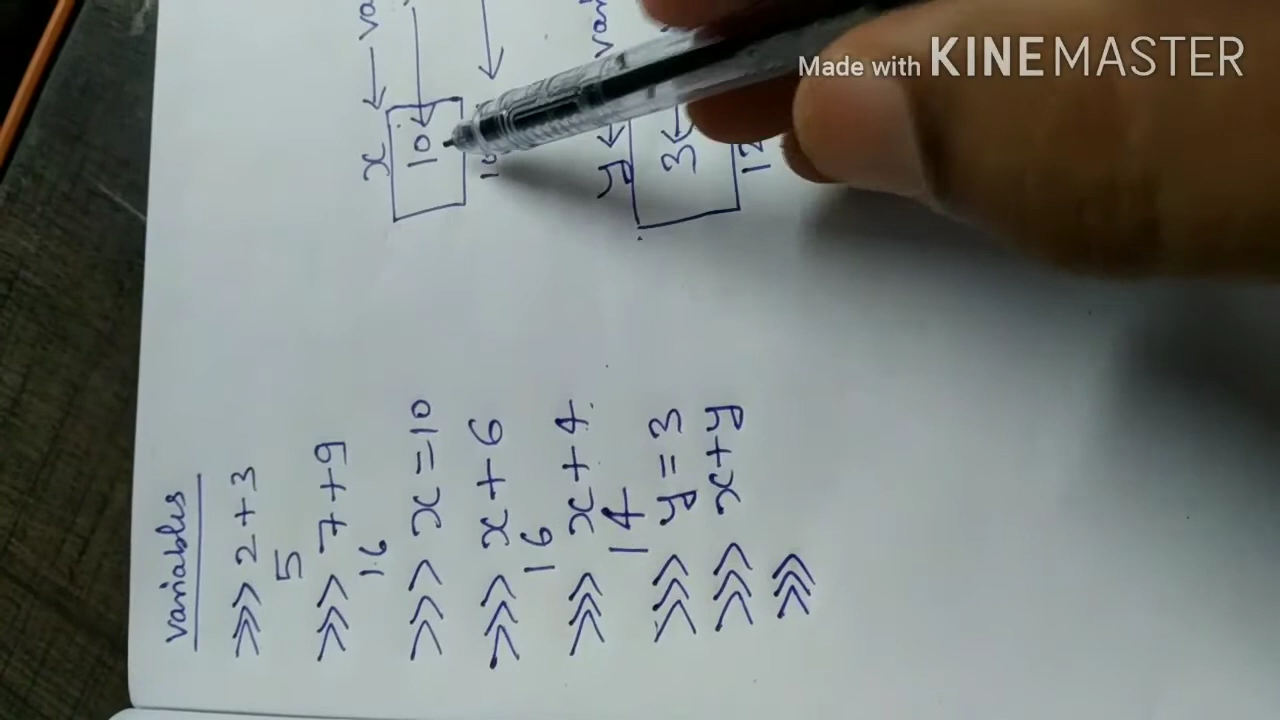 Made with KINEMASTER
variables
>>> 2+3
5
>>> 7+9
16
>>> x=10
>>> x+6
16
>>> x+4
14
>>> y=3
>>> x+y
>>>
x
10
y
3